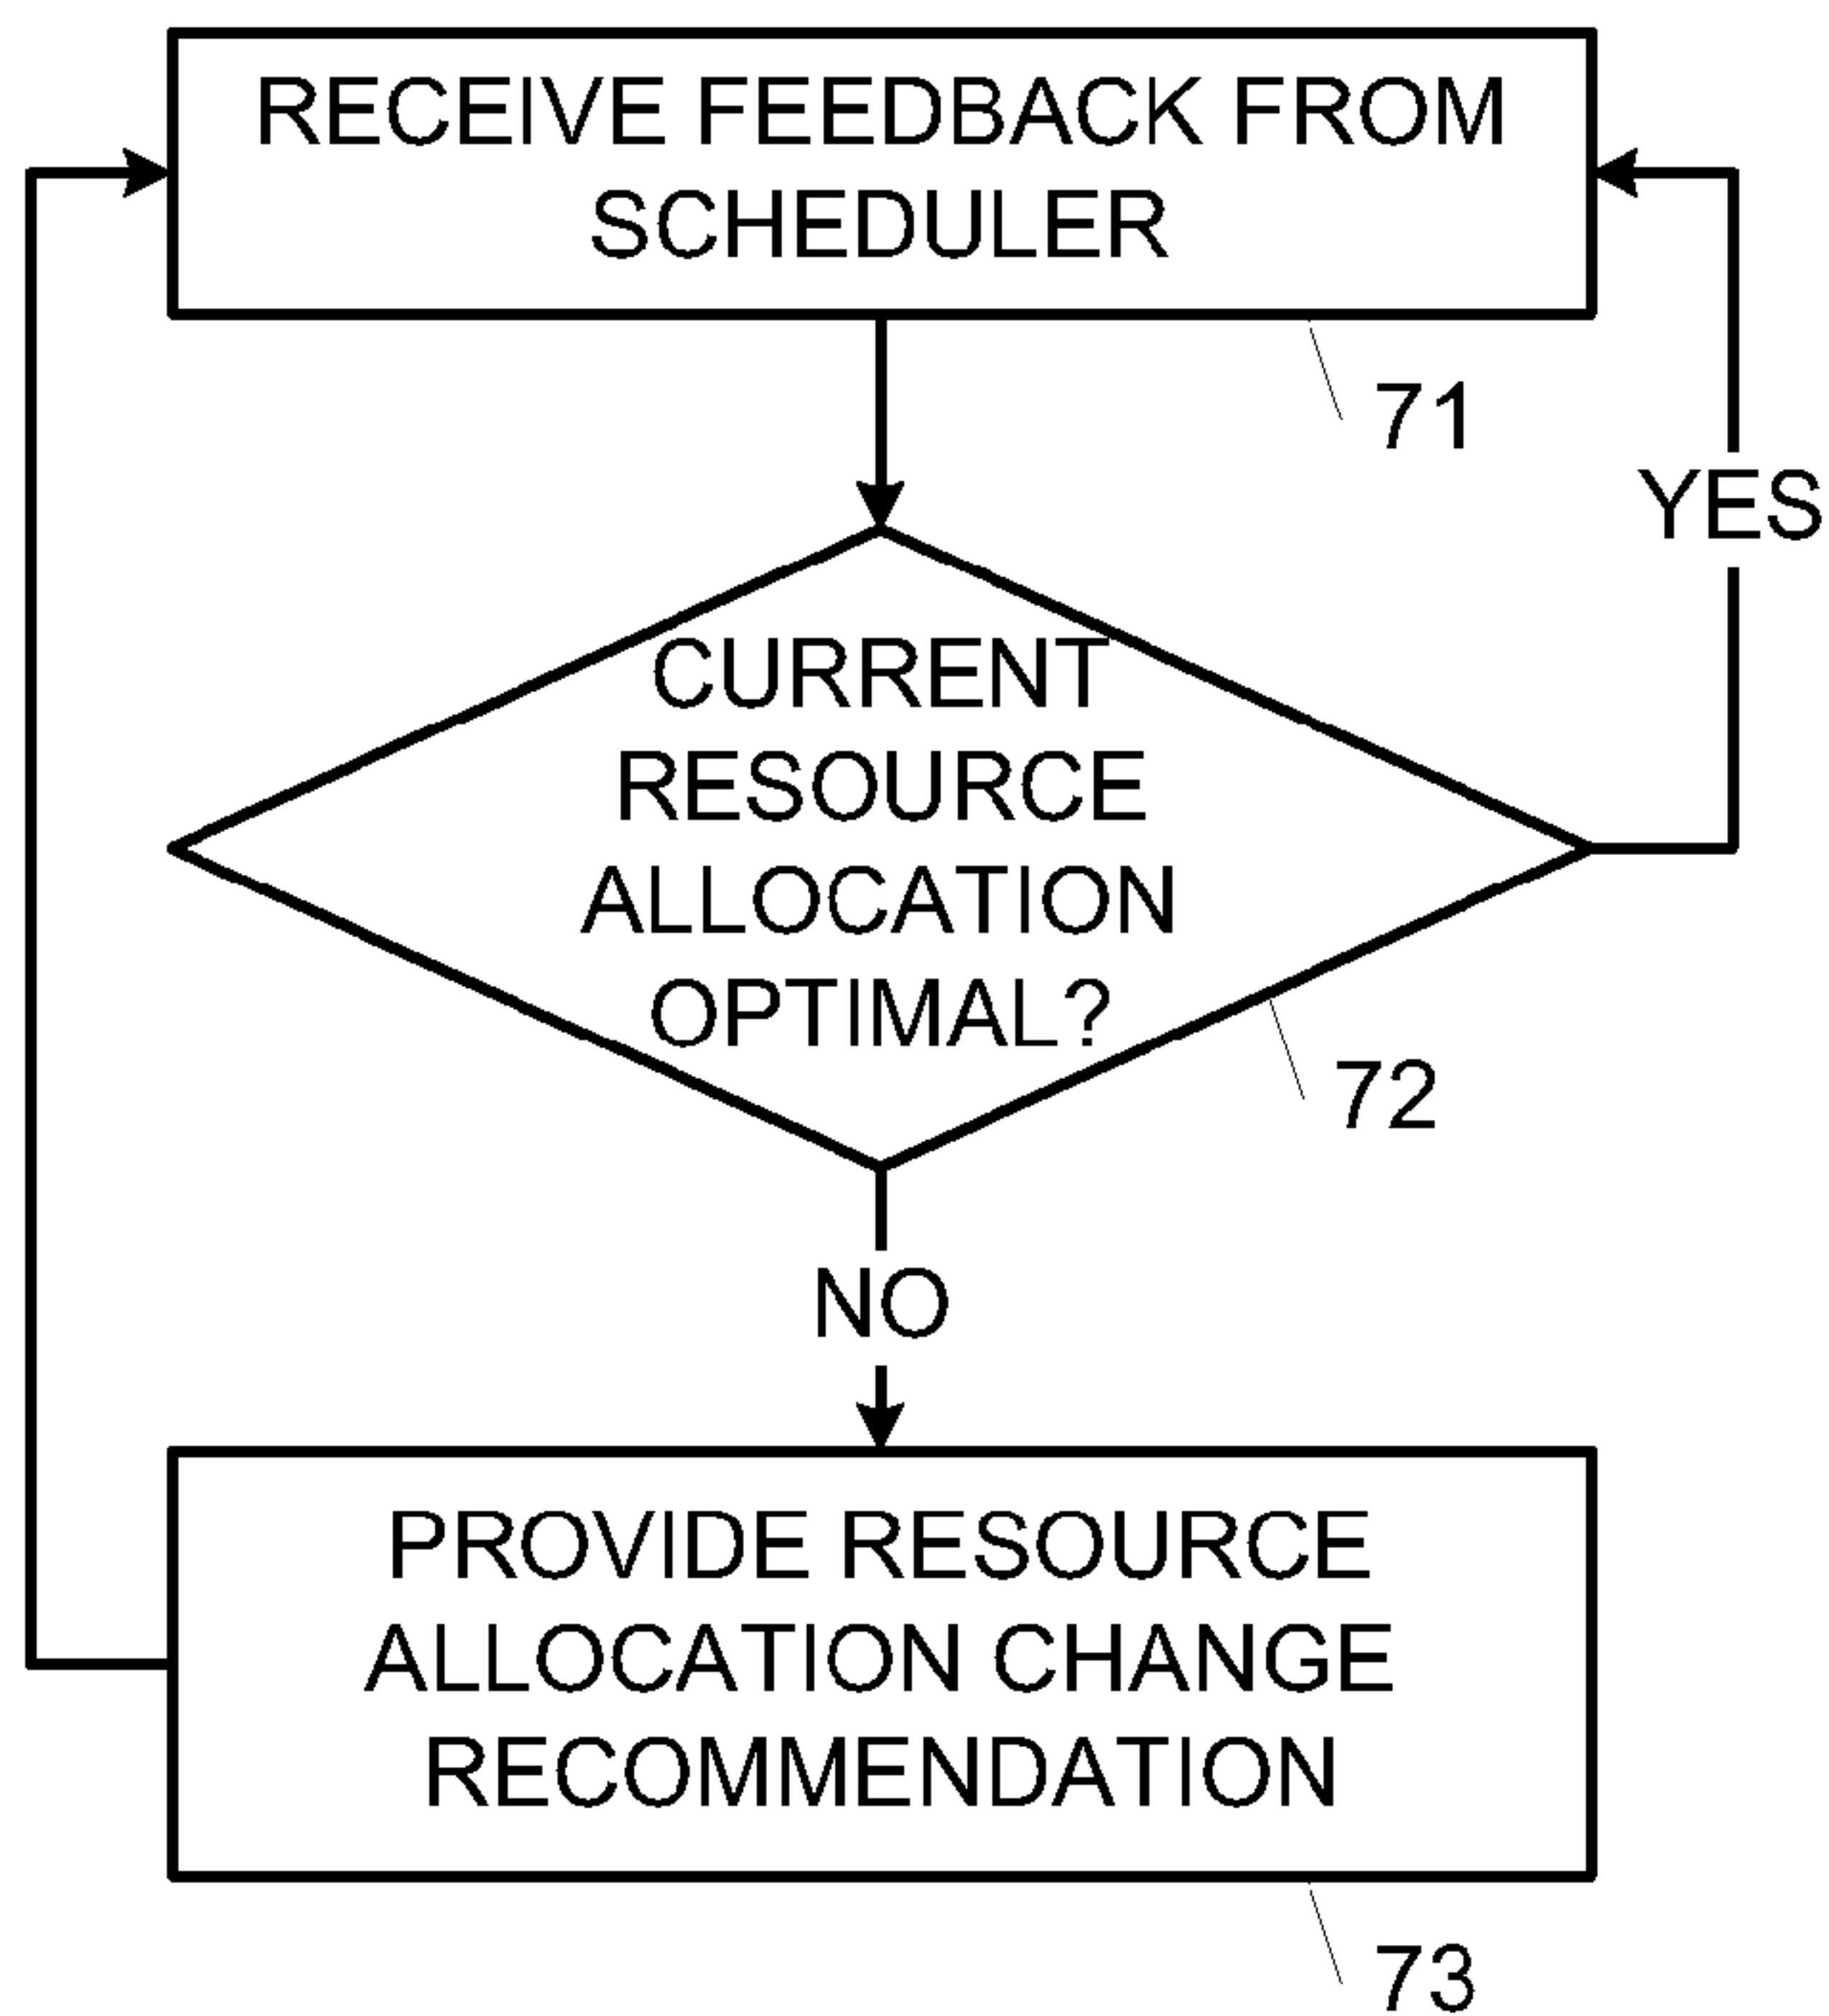 RECEIVE FEEDBACK FROM
SCHEDULER
71
YES
CURRENT
RESOURCE
ALLOCATION
OPTIMAL?
72
NO
PROVIDE RESOURCE
ALLOCATION CHANGE
RECOMMENDATION
73